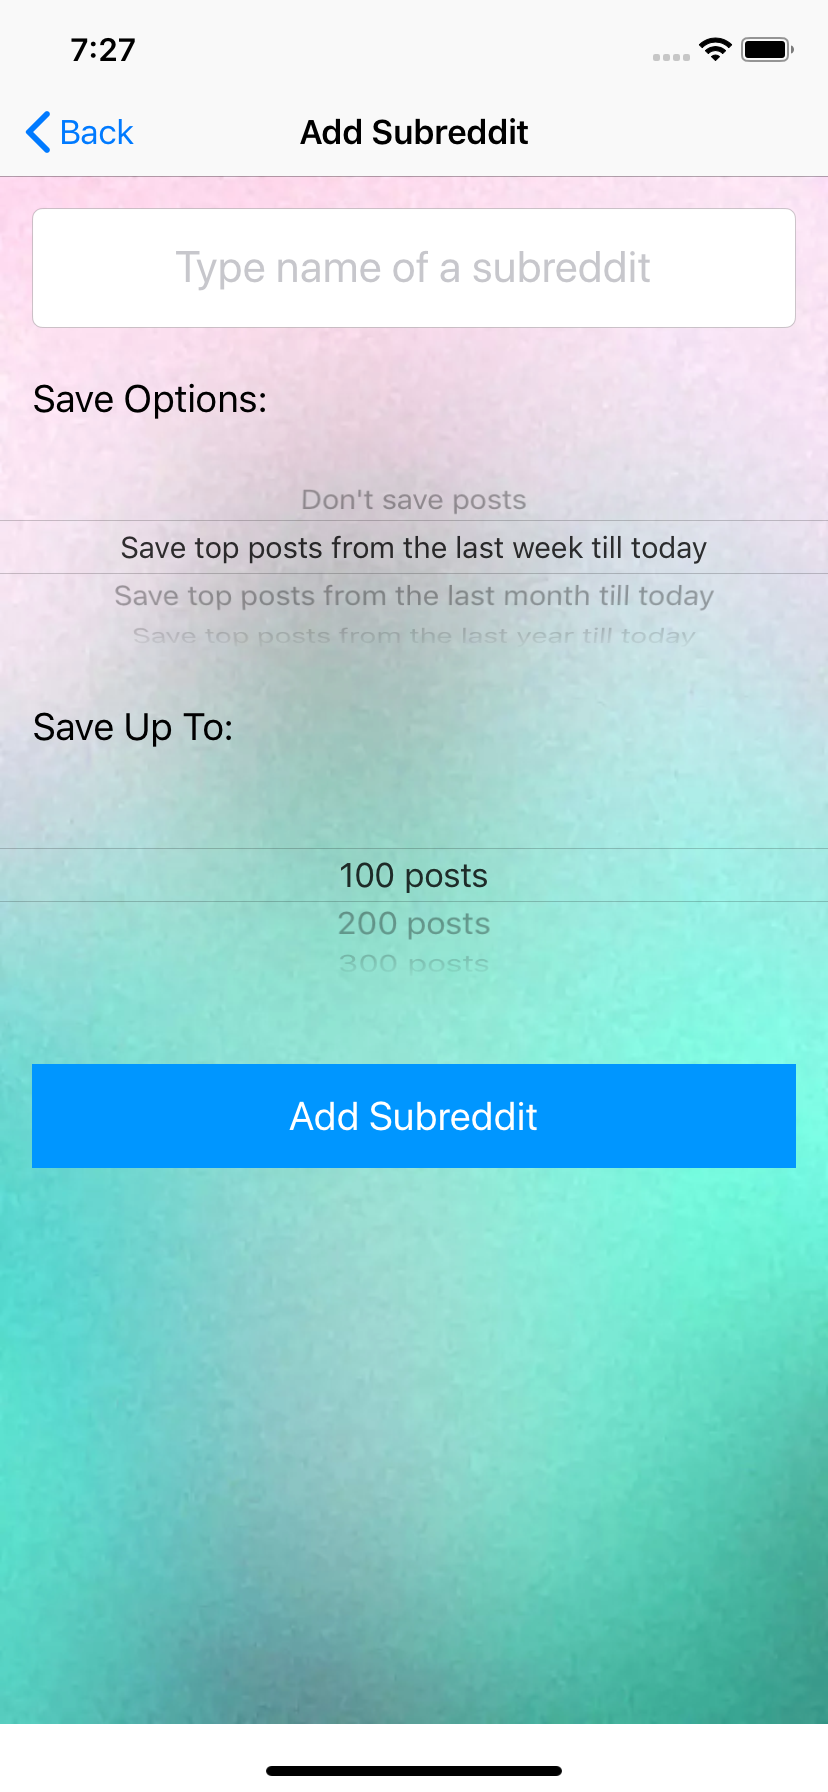 7:27
Back
Add Subreddit
Type name of a subreddit
Save Options:
Don't save posts
Save top posts from the last week till today
Save top posts from the last month till today
Save top posts from the last year till today
Save Up To:
100 posts
200 posts
300 posts
Add Subreddit